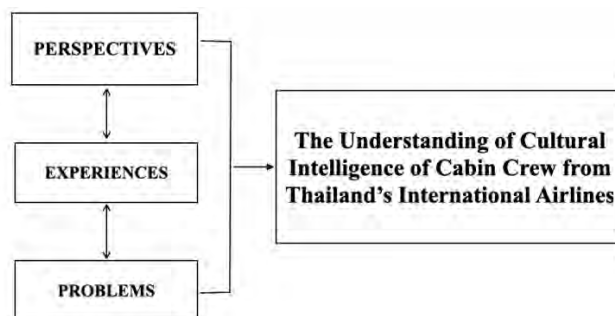 PERSPECTIVES
EXPERIENCES
PROBLEMS
The Understanding of Cultural
Intelligence of Cabin Crew from
Thailand's International Airlines